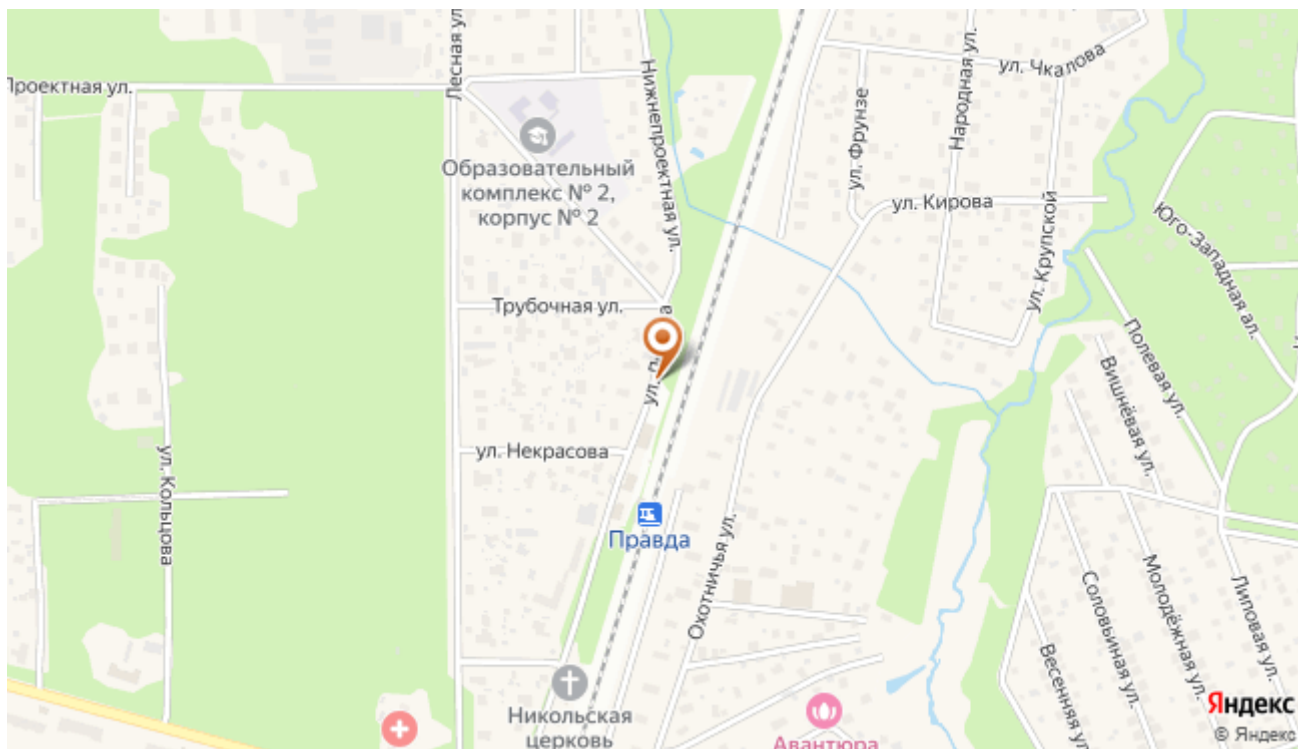 Лесная ул.
Проектная ул.
Нижнепроектная ул.
ул. Чкалова
Народная ул.
ул. Фрунзе
Образовательный
комплекс № 2,
корпус № 2
ул. Кирова
ул. Крупской
Юго-Западная ал.
Трубочная ул.
ул.
Полевая ул.
Вишнёвая ул.
ул. Некрасова
ул. Кольцова
Правда
Охотничья ул.
Соловьиная ул.
Молодёжная ул.
Липовая ул.
Весенняя ул.
Никольская
церковь
Авантюра
Яндекс
© Яндекс